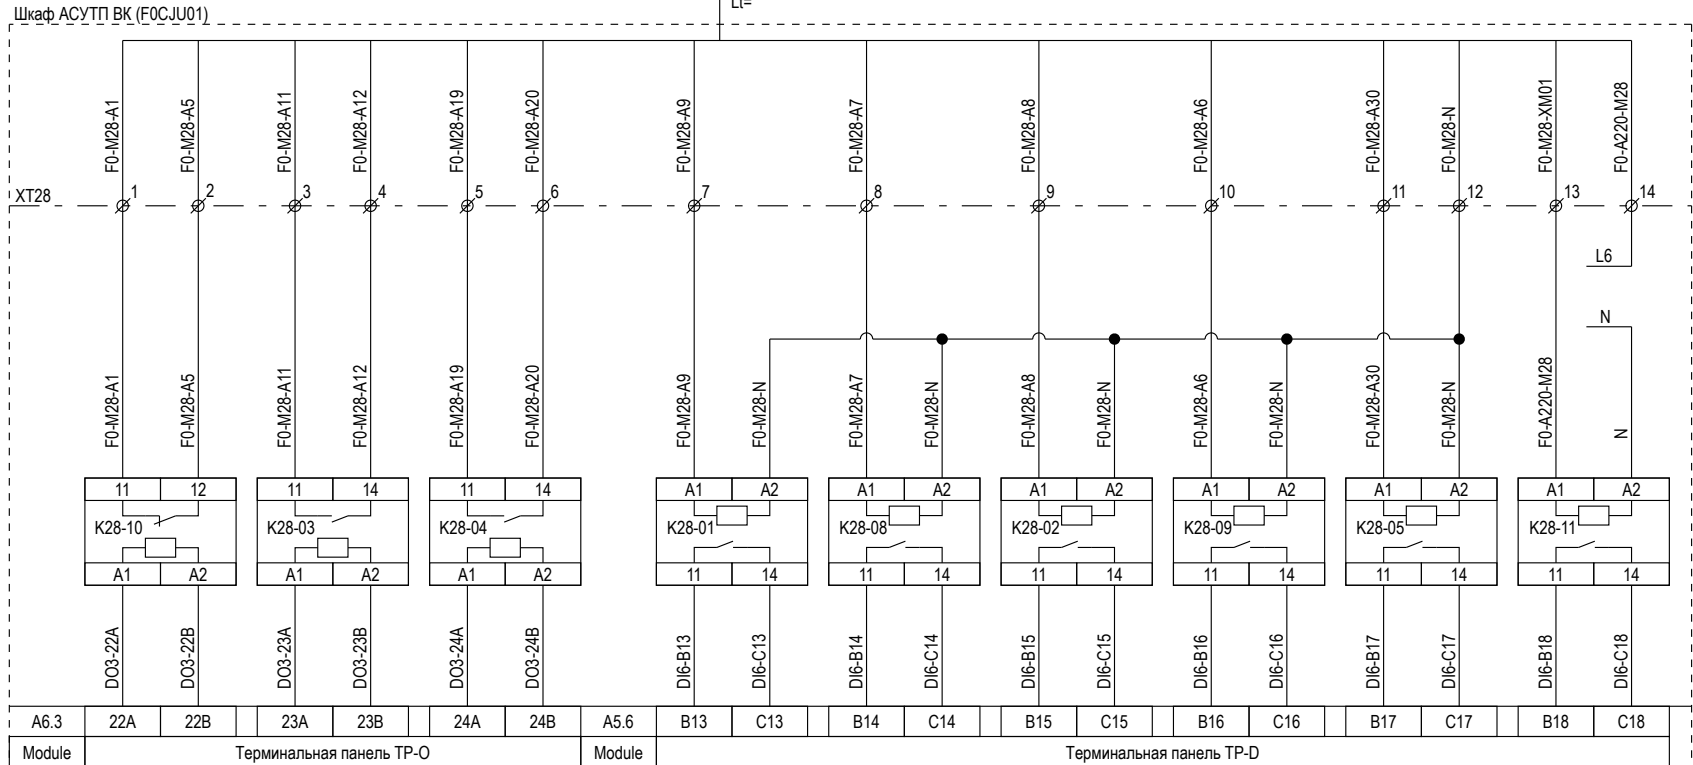 Lt=
Шкаф АСУТП ВК (F0CJU01)
F0-M28-A1 F0-M28-A5 F0-M28-A11 F0-M28-A12 F0-M28-A19 F0-M28-A20 F0-M28-A9 F0-M28-A7 F0-M28-A8 F0-M28-A6 F0-M28-A30 F0-M28-N F0-M28-XM01 F0-A220-M28
XT28 1 2 3 4 5 6 7 8 9 10 11 12 13 14
L6
N
F0-M28-A1 F0-M28-A5 F0-M28-A11 F0-M28-A12 F0-M28-A19 F0-M28-A20 F0-M28-A9 F0-M28-N F0-M28-A7 F0-M28-N F0-M28-A8 F0-M28-N F0-M28-A6 F0-M28-N F0-M28-A30 F0-M28-N F0-A220-M28 N
11 12 11 14 11 14 A1 A2 A1 A2 A1 A2 A1 A2 A1 A2 A1 A2
K28-10 K28-03 K28-04 K28-01 K28-08 K28-02 K28-09 K28-05 K28-11
A1 A2 A1 A2 A1 A2 11 14 11 14 11 14 11 14 11 14 11 14
DO3-22A DO3-22B DO3-23A DO3-23B DO3-24A DO3-24B DI6-B13 DI6-C13 DI6-B14 DI6-C14 DI6-B15 DI6-C15 DI6-B16 DI6-C16 DI6-B17 DI6-C17 DI6-B18 DI6-C18
A6.3 22A 22B 23A 23B 24A 24B A5.6 B13 C13 B14 C14 B15 C15 B16 C16 B17 C17 B18 C18
Module Терминальная панель TP-O Module Терминальная панель TP-D